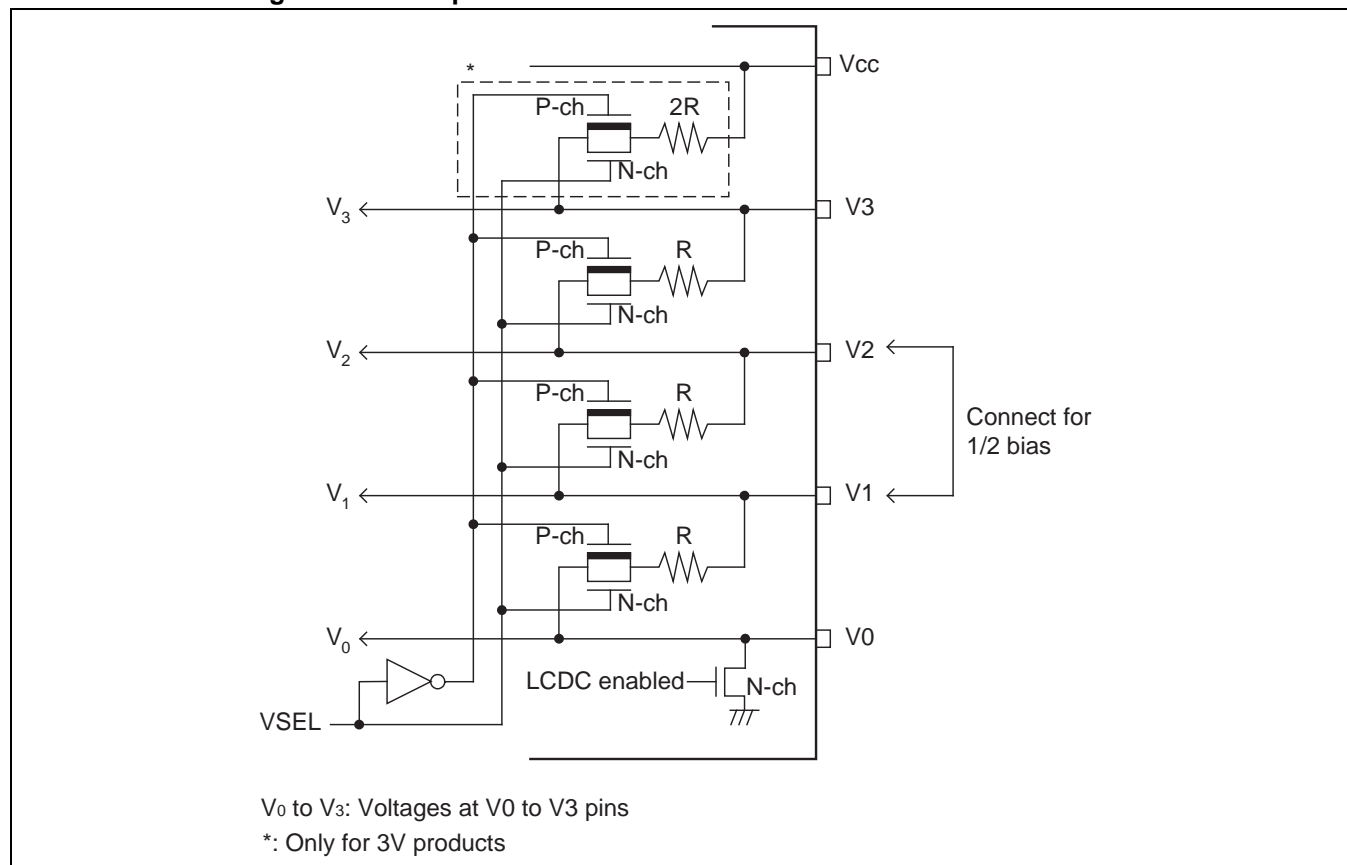 * Vcc
P-ch 2R
N-ch
V3 V3
P-ch R
N-ch
V2 V2
P-ch R
Connect for
1/2 bias
N-ch
V1 V1
P-ch R
N-ch
V0 V0
LCDC enabled N-ch
VSEL
V0 to V3: Voltages at V0 to V3 pins
*: Only for 3V products